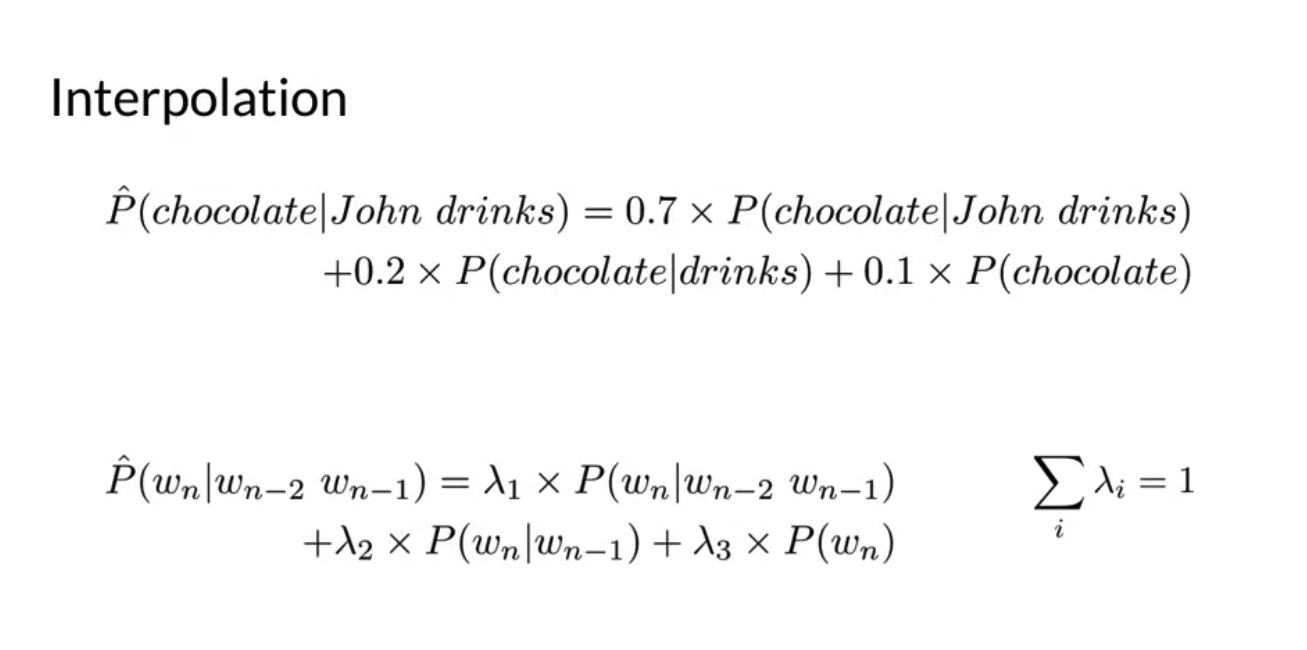 Interpolation
P̂(chocolate|John drinks) = 0.7 × P(chocolate|John drinks)
+0.2 × P(chocolate|drinks) + 0.1 × P(chocolate)
P̂(wₙ|wₙ₋₂ wₙ₋₁) = λ₁ × P(wₙ|wₙ₋₂ wₙ₋₁)
+λ₂ × P(wₙ|wₙ₋₁) + λ₃ × P(wₙ)
∑ᵢ λᵢ = 1